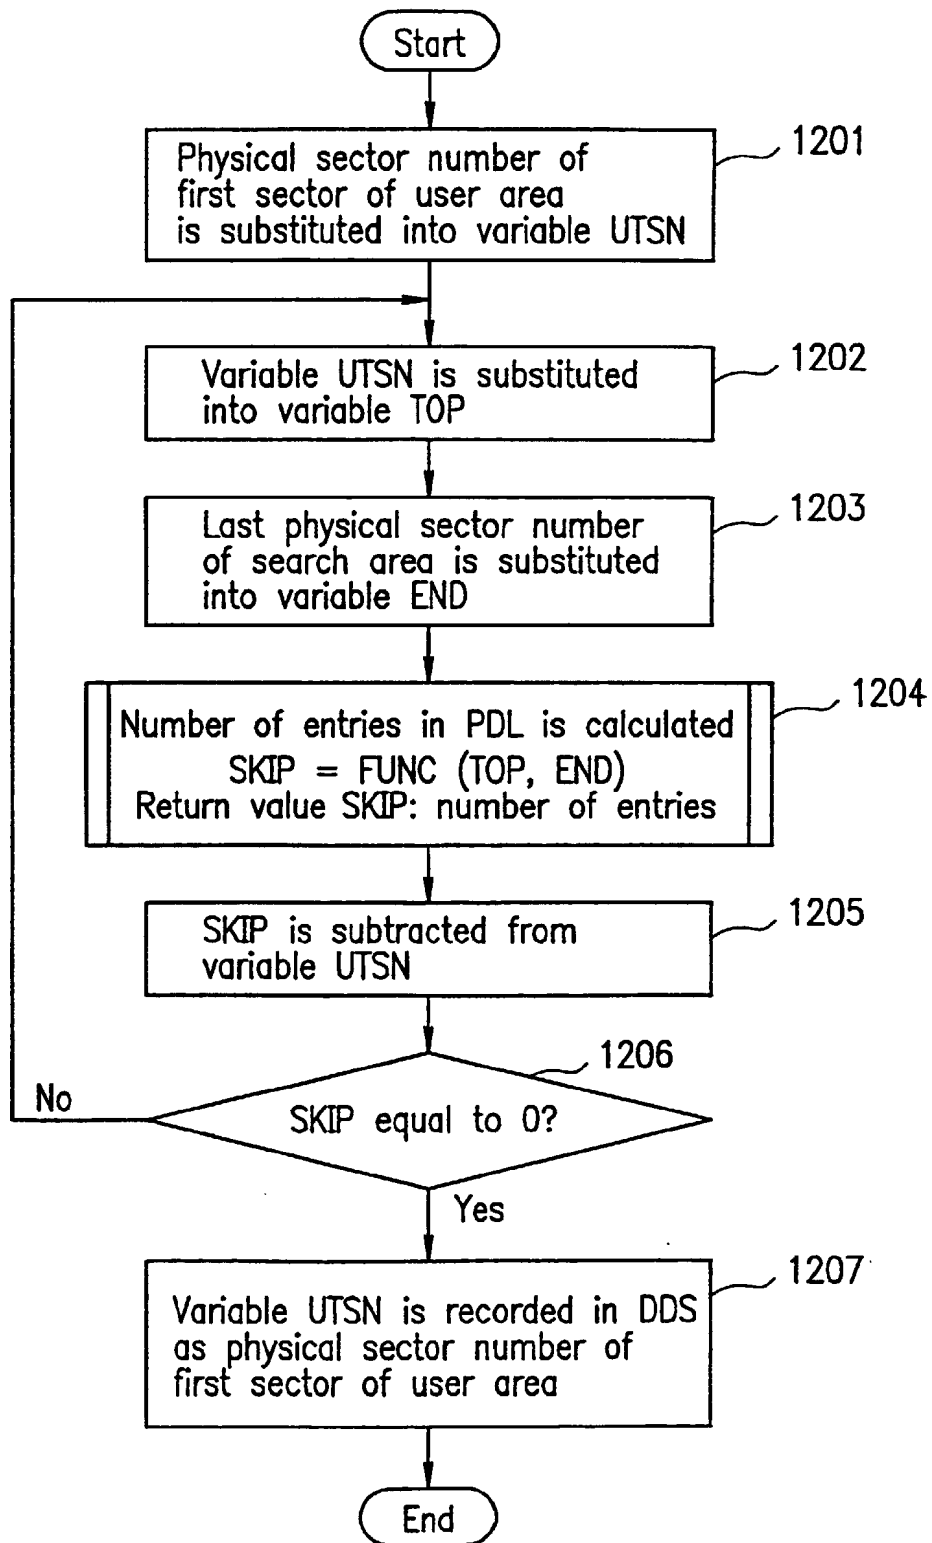 Start
1201
Physical sector number of
first sector of user area
is substituted into variable UTSN
1202
Variable UTSN is substituted
into variable TOP
1203
Last physical sector number
of search area is substituted
into variable END
1204
Number of entries in PDL is calculated
SKIP = FUNC (TOP, END)
Return value SKIP: number of entries
1205
SKIP is subtracted from
variable UTSN
1206
No
SKIP equal to 0?
Yes
1207
Variable UTSN is recorded in DDS
as physical sector number of
first sector of user area
End